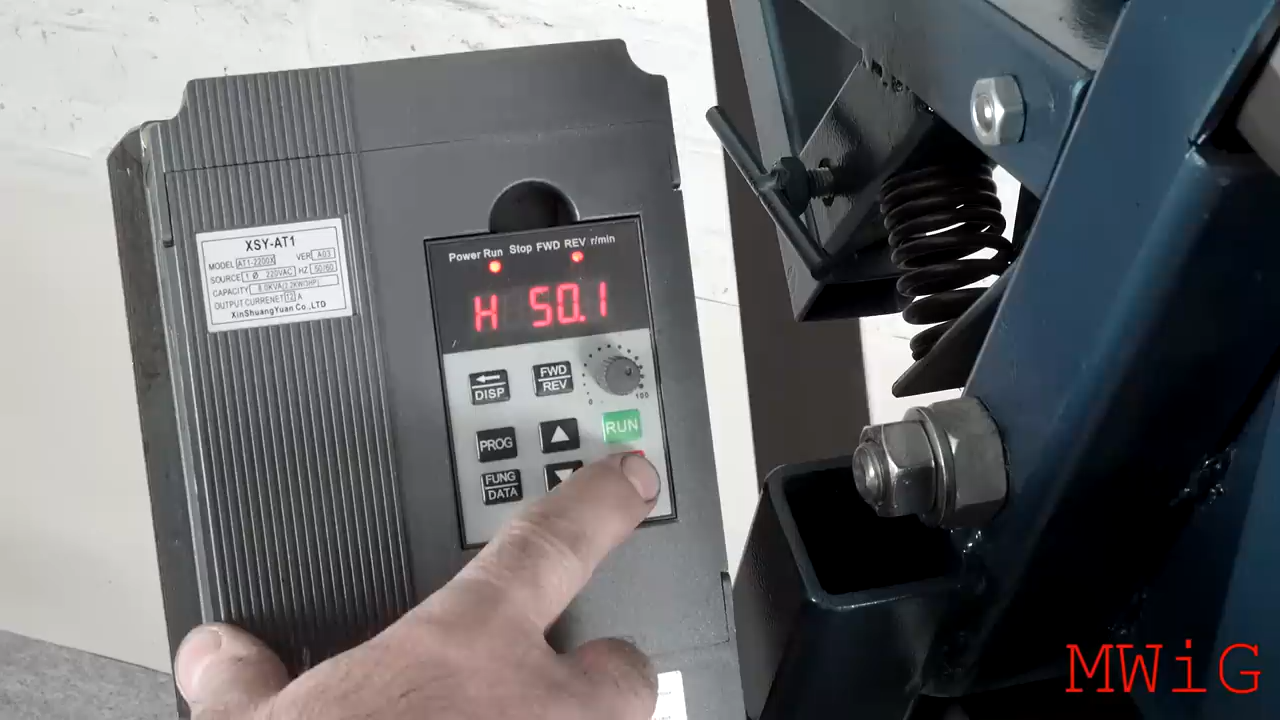 XSY-AT1
MODEL AT1-2200X VER A03
SOURCE 1 Ø 220VAC HZ 50/60
CAPACITY 8.0KVA(2.2KW/3HP)
OUTPUT CURRENET 12 A
XinShuangYuan Co.,LTD
Power Run Stop FWD REV r/min
H 50.1
DISP
FWD
REV
0 100
PROG
RUN
FUNG
DATA
MWiG